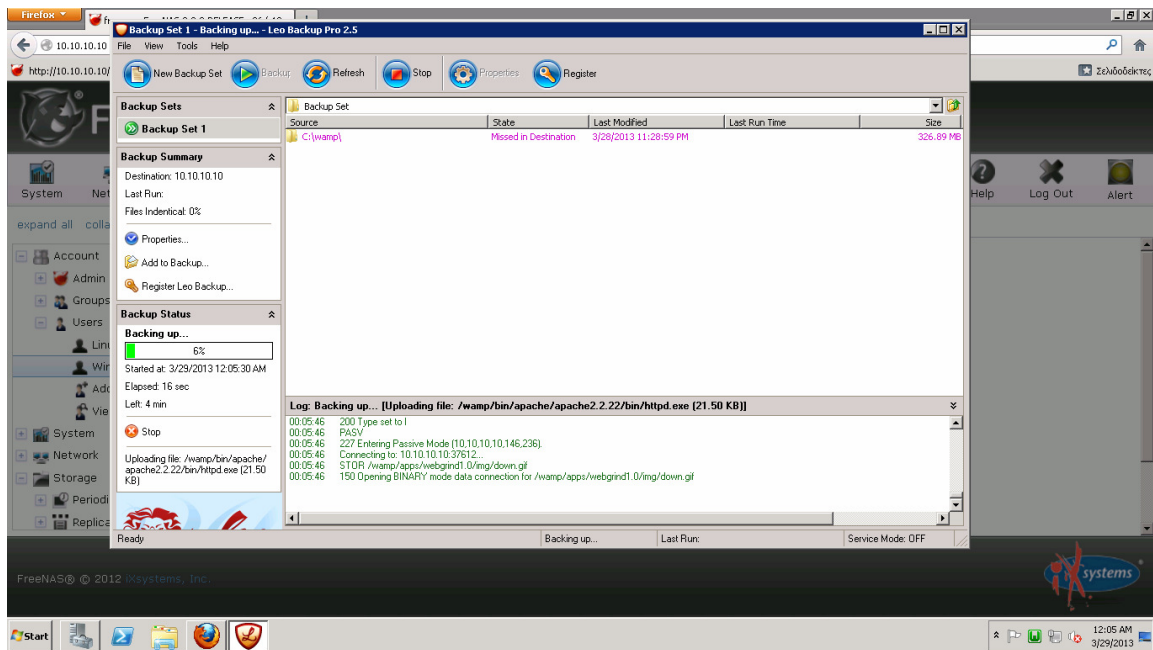 Firefox
Backup Set 1 - Backing up... - Leo Backup Pro 2.5
10.10.10.10
File View Tools Help
http://10.10.10.10/
Σελιδοδείκτες
New Backup Set Backup Refresh Stop Properties Register
Backup Sets
Backup Set 1
Backup Set
Source State Last Modified Last Run Time Size
C:\wamp\ Missed in Destination 3/28/2013 11:28:59 PM 326.89 MB
Backup Summary
Destination: 10.10.10.10
Last Run:
Files Indentical: 0%
Properties...
Add to Backup...
Register Leo Backup...
Backup Status
Backing up...
6%
Started at: 3/29/2013 12:05:30 AM
Elapsed: 16 sec
Left: 4 min
Stop
Uploading file: /wamp/bin/apache/
apache2.2.22/bin/httpd.exe (21.50
KB)
Log: Backing up... [Uploading file: /wamp/bin/apache/apache2.2.22/bin/httpd.exe (21.50 KB)]
00:05:46 200 Type set to I
00:05:46 PASV
00:05:46 227 Entering Passive Mode (10,10,10,10,146,236).
00:05:46 Connecting to: 10.10.10.10:37612...
00:05:46 STOR /wamp/apps/webgrind1.0/img/down.gif
00:05:46 150 Opening BINARY mode data connection for /wamp/apps/webgrind1.0/img/down.gif
Ready Backing up... Last Run: Service Mode: OFF
System Net Help Log Out Alert
expand all colla
Account
Admin
Groups
Users
Linu
Win
Add
Vie
System
Network
Storage
Periodi
Replica
FreeNAS® © 2012 iXsystems, Inc.
iXsystems
Start
12:05 AM
3/29/2013